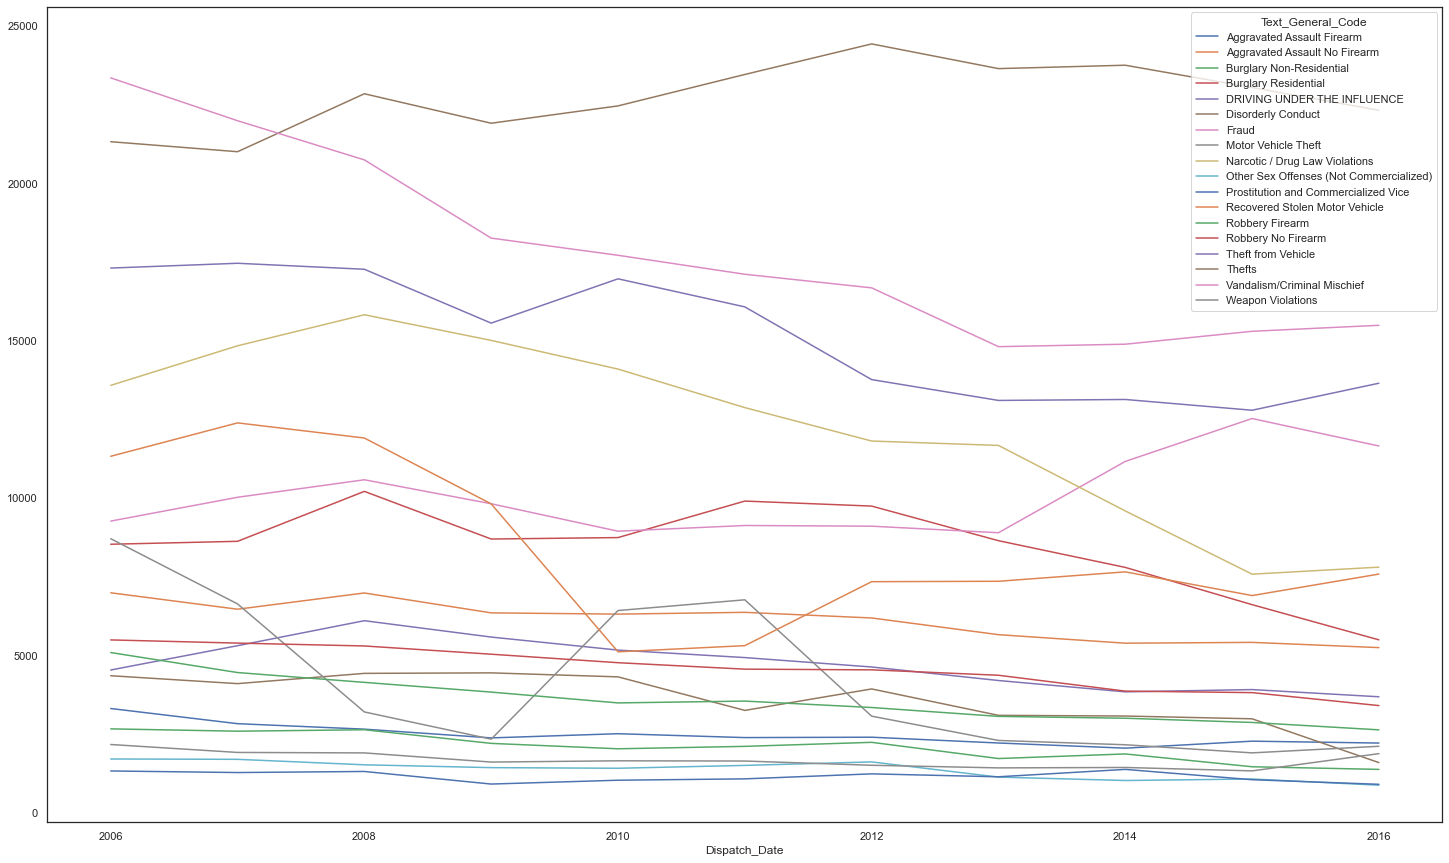 25000
20000
15000
10000
5000
0
2006
2008
2010
2012
2014
2016
Dispatch_Date
Text_General_Code
Aggravated Assault Firearm
Aggravated Assault No Firearm
Burglary Non-Residential
Burglary Residential
DRIVING UNDER THE INFLUENCE
Disorderly Conduct
Fraud
Motor Vehicle Theft
Narcotic / Drug Law Violations
Other Sex Offenses (Not Commercialized)
Prostitution and Commercialized Vice
Recovered Stolen Motor Vehicle
Robbery Firearm
Robbery No Firearm
Theft from Vehicle
Thefts
Vandalism/Criminal Mischief
Weapon Violations